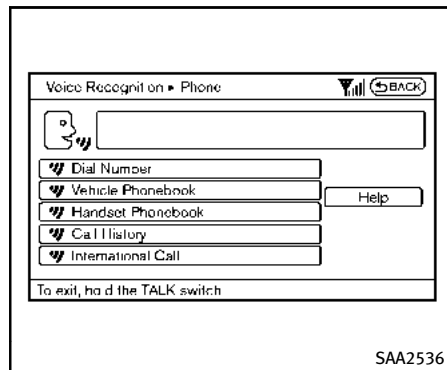 Voice Recognition ▸ Phone BACK
Dial Number
Vehicle Phonebook
Help
Handset Phonebook
Call History
International Call
To exit, hold the TALK switch
SAA2536